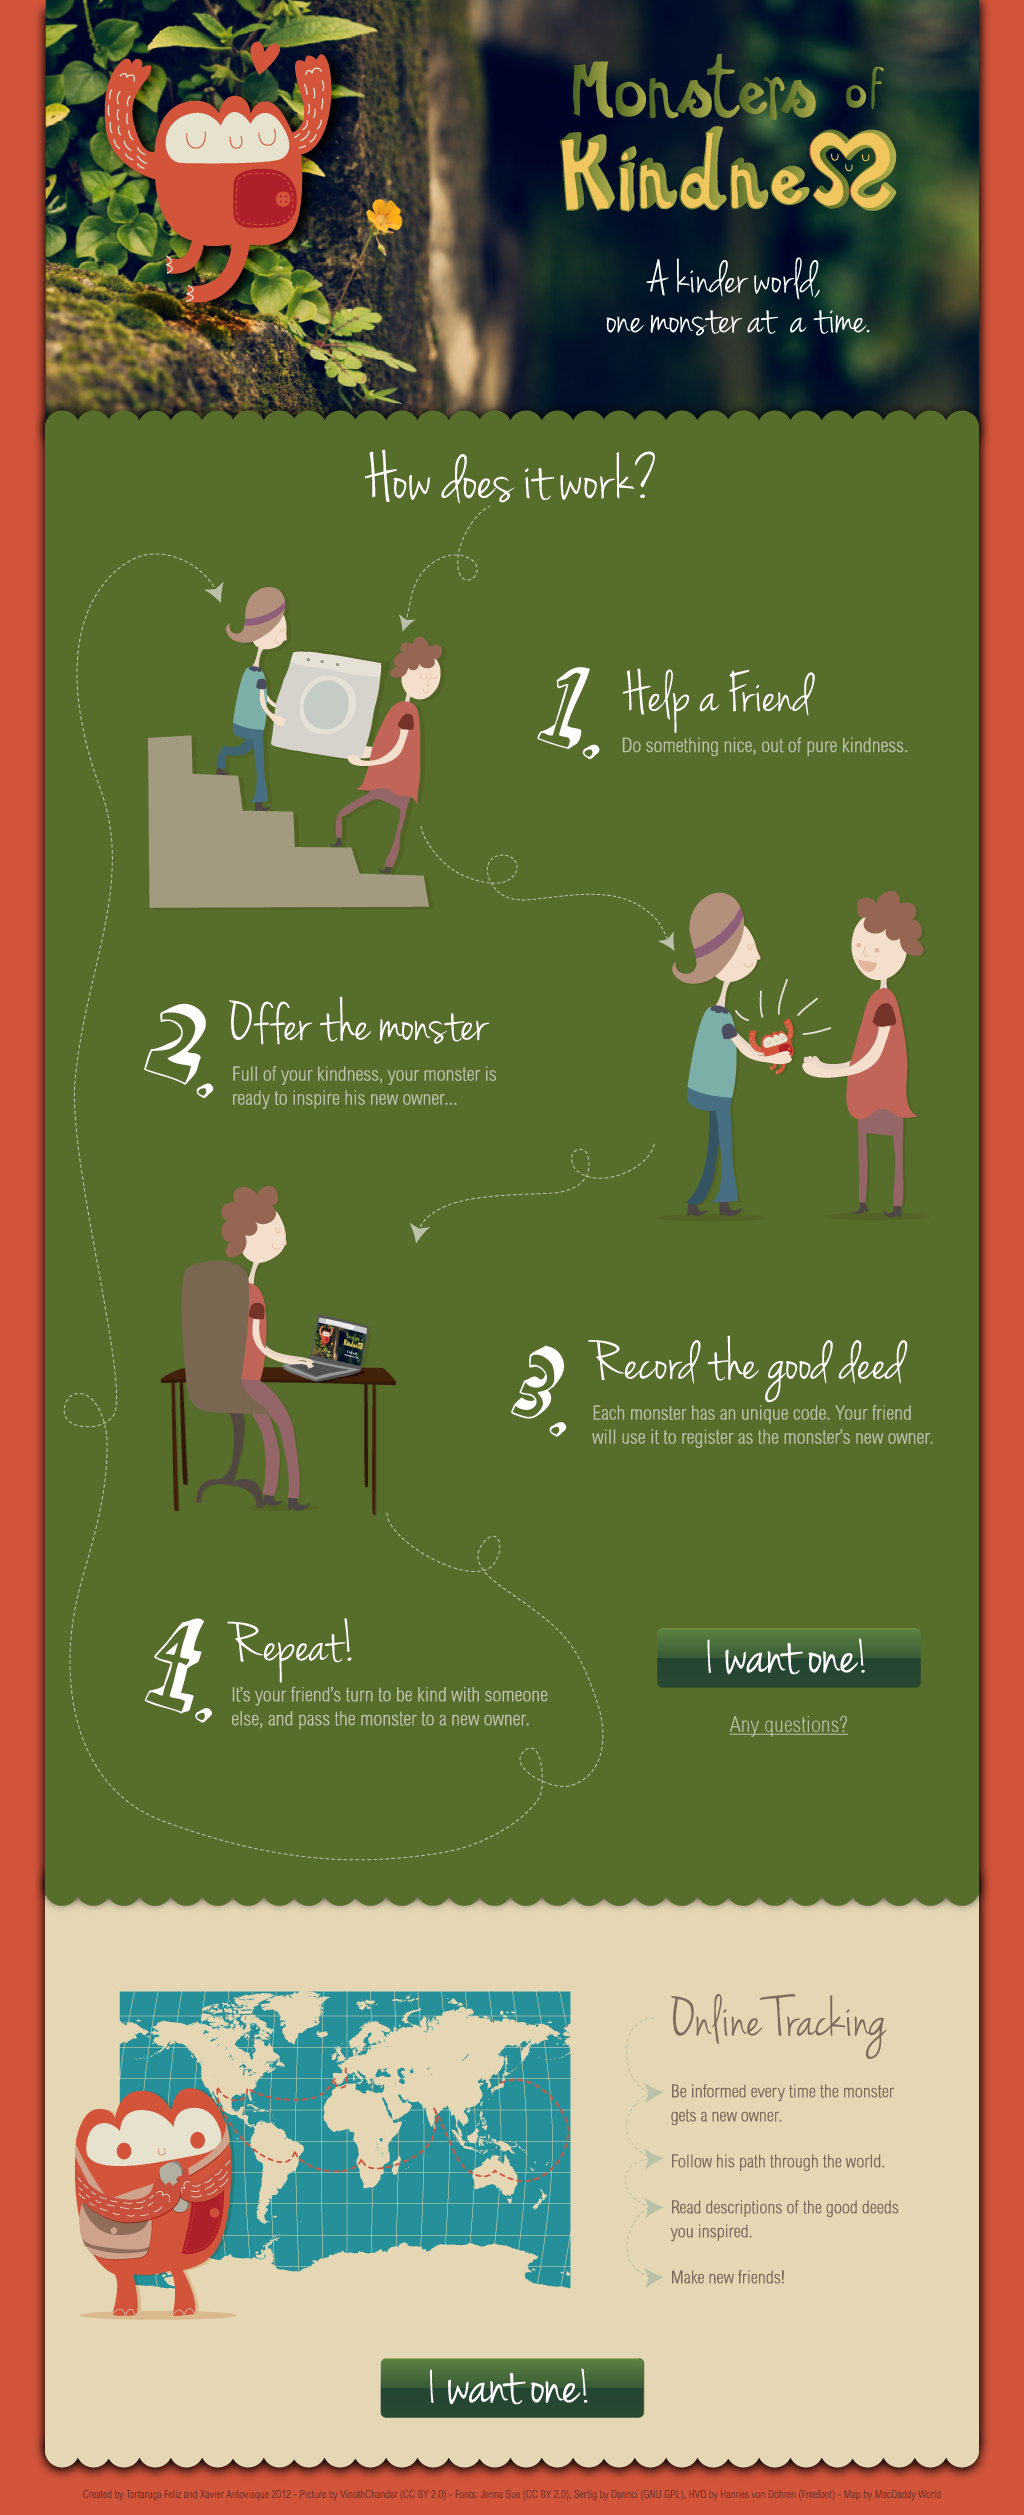 Monsters of
Kindness
A kinder world,
one monster at a time.
How does it work?
1. Help a Friend
Do something nice, out of pure kindness.
2. Offer the monster
Full of your kindness, your monster is
ready to inspire his new owner...
3. Record the good deed
Each monster has an unique code. Your friend
will use it to register as the monster's new owner.
4. Repeat!
It's your friend's turn to be kind with someone
else, and pass the monster to a new owner.
I want one!
Any questions?
Online Tracking
Be informed every time the monster
gets a new owner.
Follow his path through the world.
Read descriptions of the good deeds
you inspired.
Make new friends!
I want one!
Created by Tartaruga Feliz and Xavier Antoviaque 2012 - Picture by VinothChandar (CC BY 2.0) - Fonts: Jenna Sue (CC BY 2.0), Sertig by Dannci (GNU GPL), HVD by Hannes von Döhren (Freefont) - Map by MacDaddy World